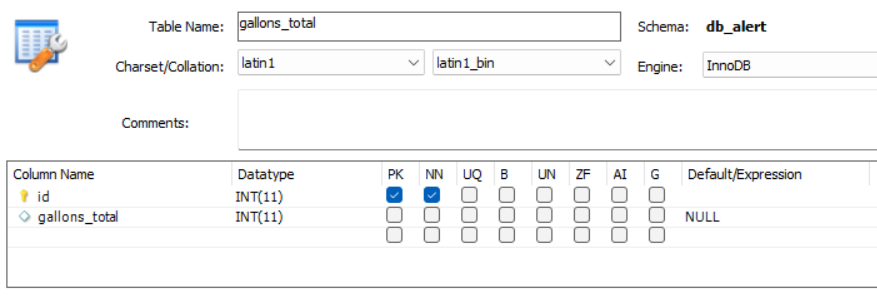 Table Name: gallons_total Schema: db_alert
Charset/Collation: latin1 latin1_bin Engine: InnoDB
Comments:
Column Name Datatype PK NN UQ B UN ZF AI G Default/Expression
id INT(11)
gallons_total INT(11) NULL